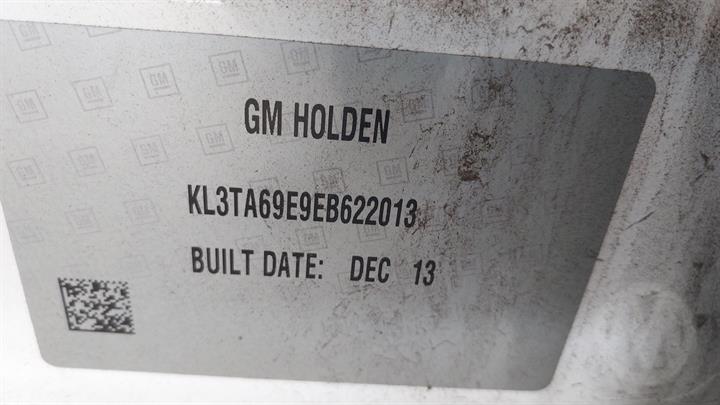 GM HOLDEN
KL3TA69E9EB622013
BUILT DATE: DEC 13